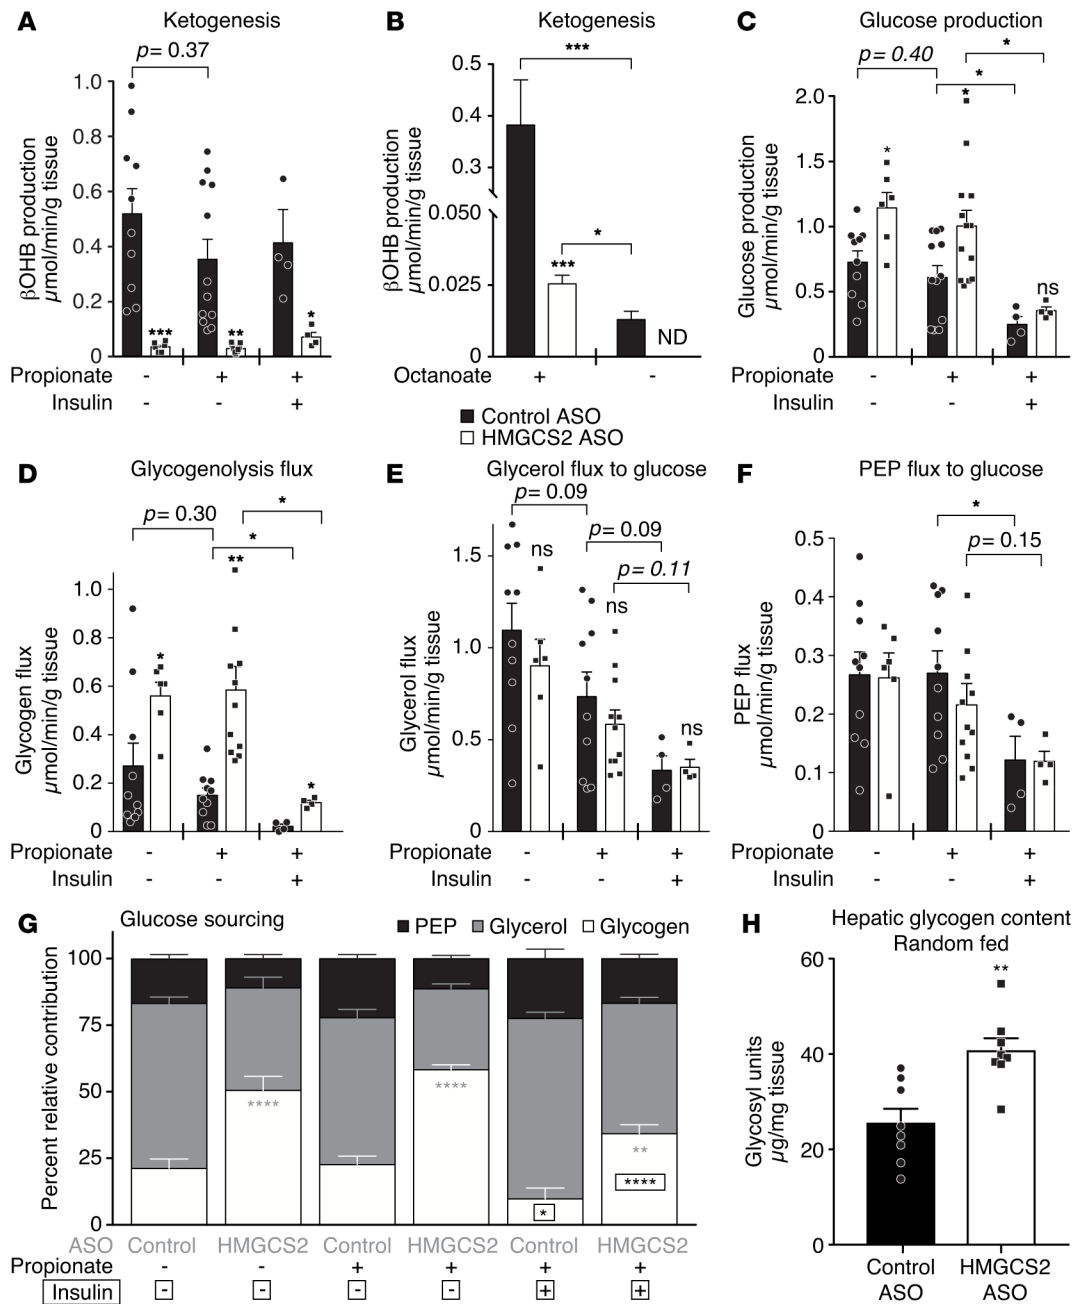 A Ketogenesis
p= 0.37
βOHB production
µmol/min/g tissue
1.0
0.8
0.6
0.4
0.2
0
***
**
*
Propionate - + +
Insulin - - +
B Ketogenesis
***
βOHB production
µmol/min/g tissue
0.5
0.4
0.3
0.050
0.025
0
***
*
ND
Octanoate + -
Control ASO
HMGCS2 ASO
C Glucose production
p= 0.40
*
*
*
*
ns
Glucose production
µmol/min/g tissue
2.0
1.5
1.0
0.5
0
Propionate - + +
Insulin - - +
D Glycogenolysis flux
p= 0.30
*
*
**
*
*
Glycogen flux
µmol/min/g tissue
1.0
0.8
0.6
0.4
0.2
0
Propionate - + +
Insulin - - +
E Glycerol flux to glucose
p= 0.09
p= 0.09
p= 0.11
ns
ns
ns
Glycerol flux
µmol/min/g tissue
1.5
1.0
0.5
0
Propionate - + +
Insulin - - +
F PEP flux to glucose
*
p= 0.15
PEP flux
µmol/min/g tissue
0.5
0.4
0.3
0.2
0.1
0
Propionate - + +
Insulin - - +
G Glucose sourcing
PEP Glycerol Glycogen
Percent relative contribution
100
75
50
25
0
****
****
*
**
****
ASO Control HMGCS2 Control HMGCS2 Control HMGCS2
Propionate - - + + + +
Insulin - - - - + +
H Hepatic glycogen content
Random fed
**
Glycosyl units
µg/mg tissue
60
40
20
0
Control HMGCS2
ASO ASO